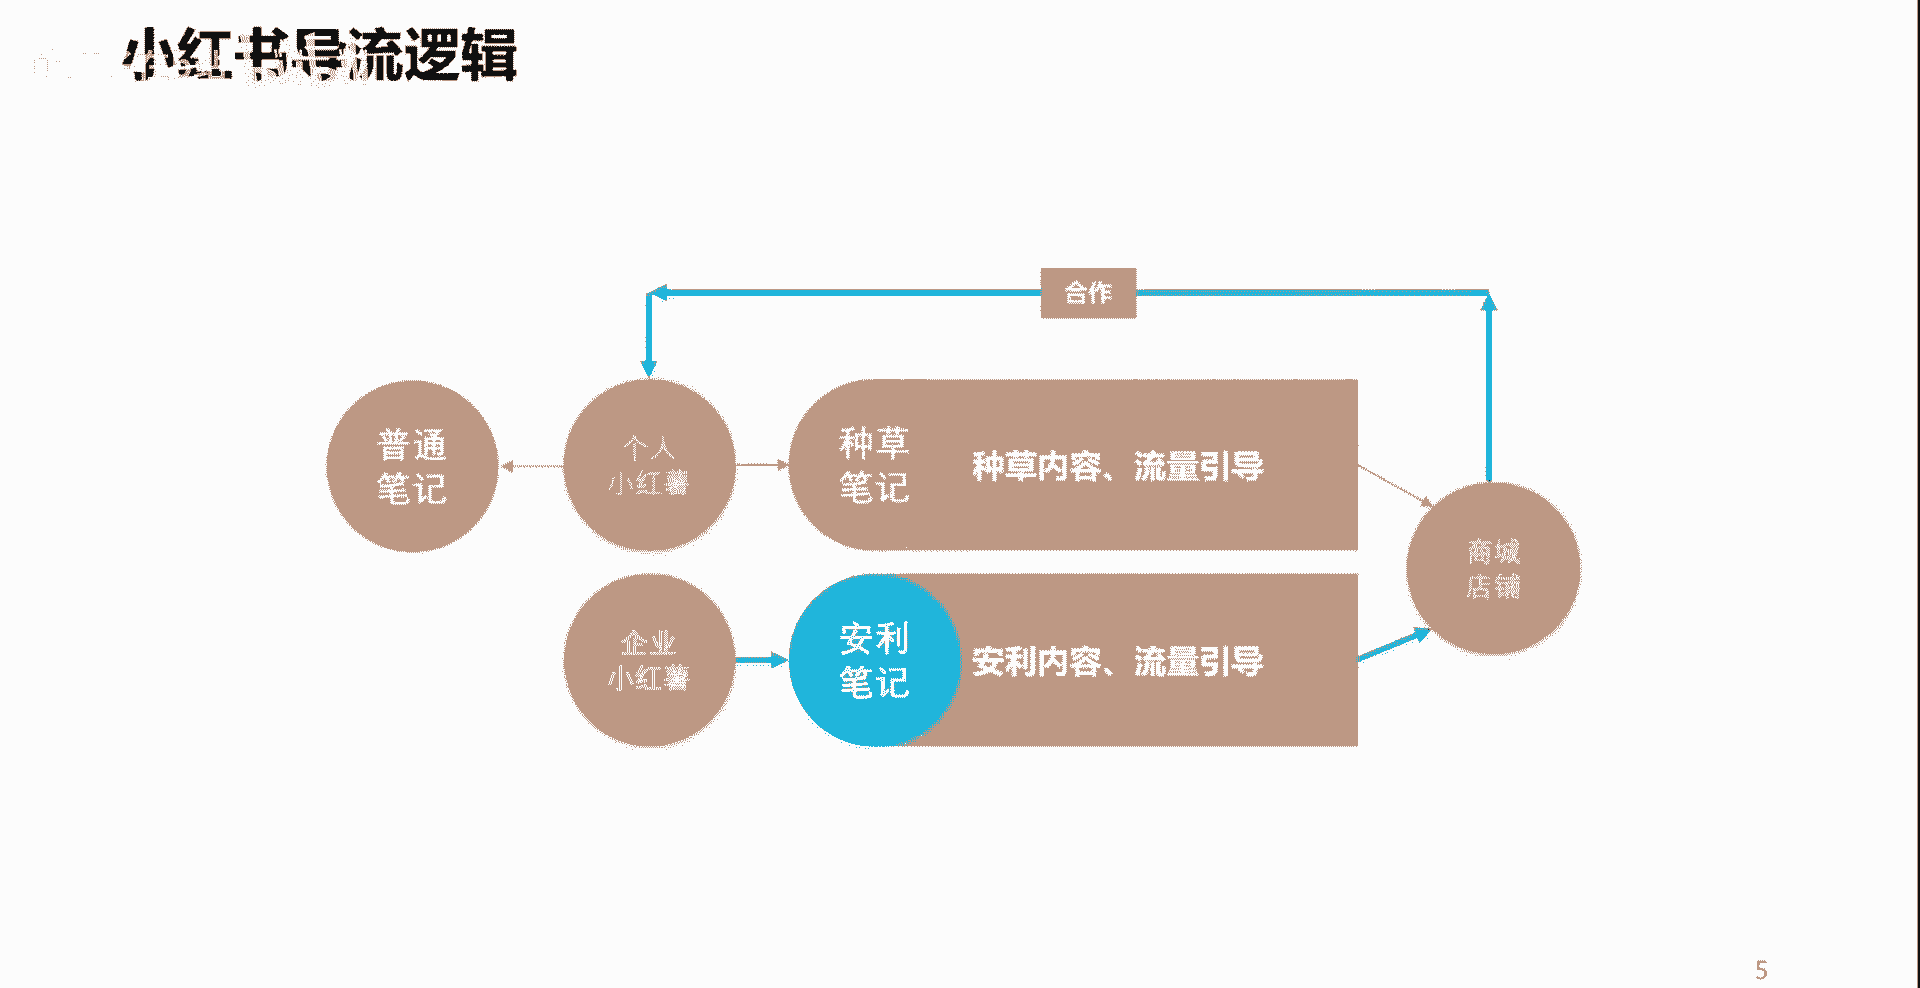 小红书导流逻辑
合作
普通
笔记
个人
小红薯
种草
笔记
种草内容、流量引导
商城
店铺
企业
小红薯
安利
笔记
安利内容、流量引导
5